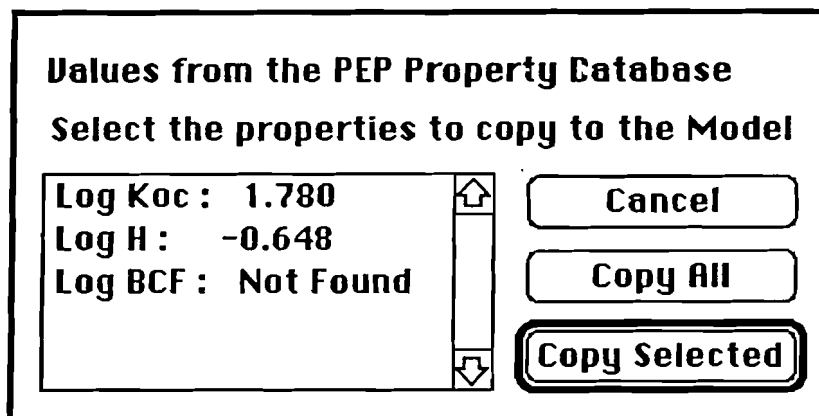 Values from the PEP Property Database
Select the properties to copy to the Model
Log Koc : 1.780
Log H : -0.648
Log BCF : Not Found
Cancel
Copy All
Copy Selected